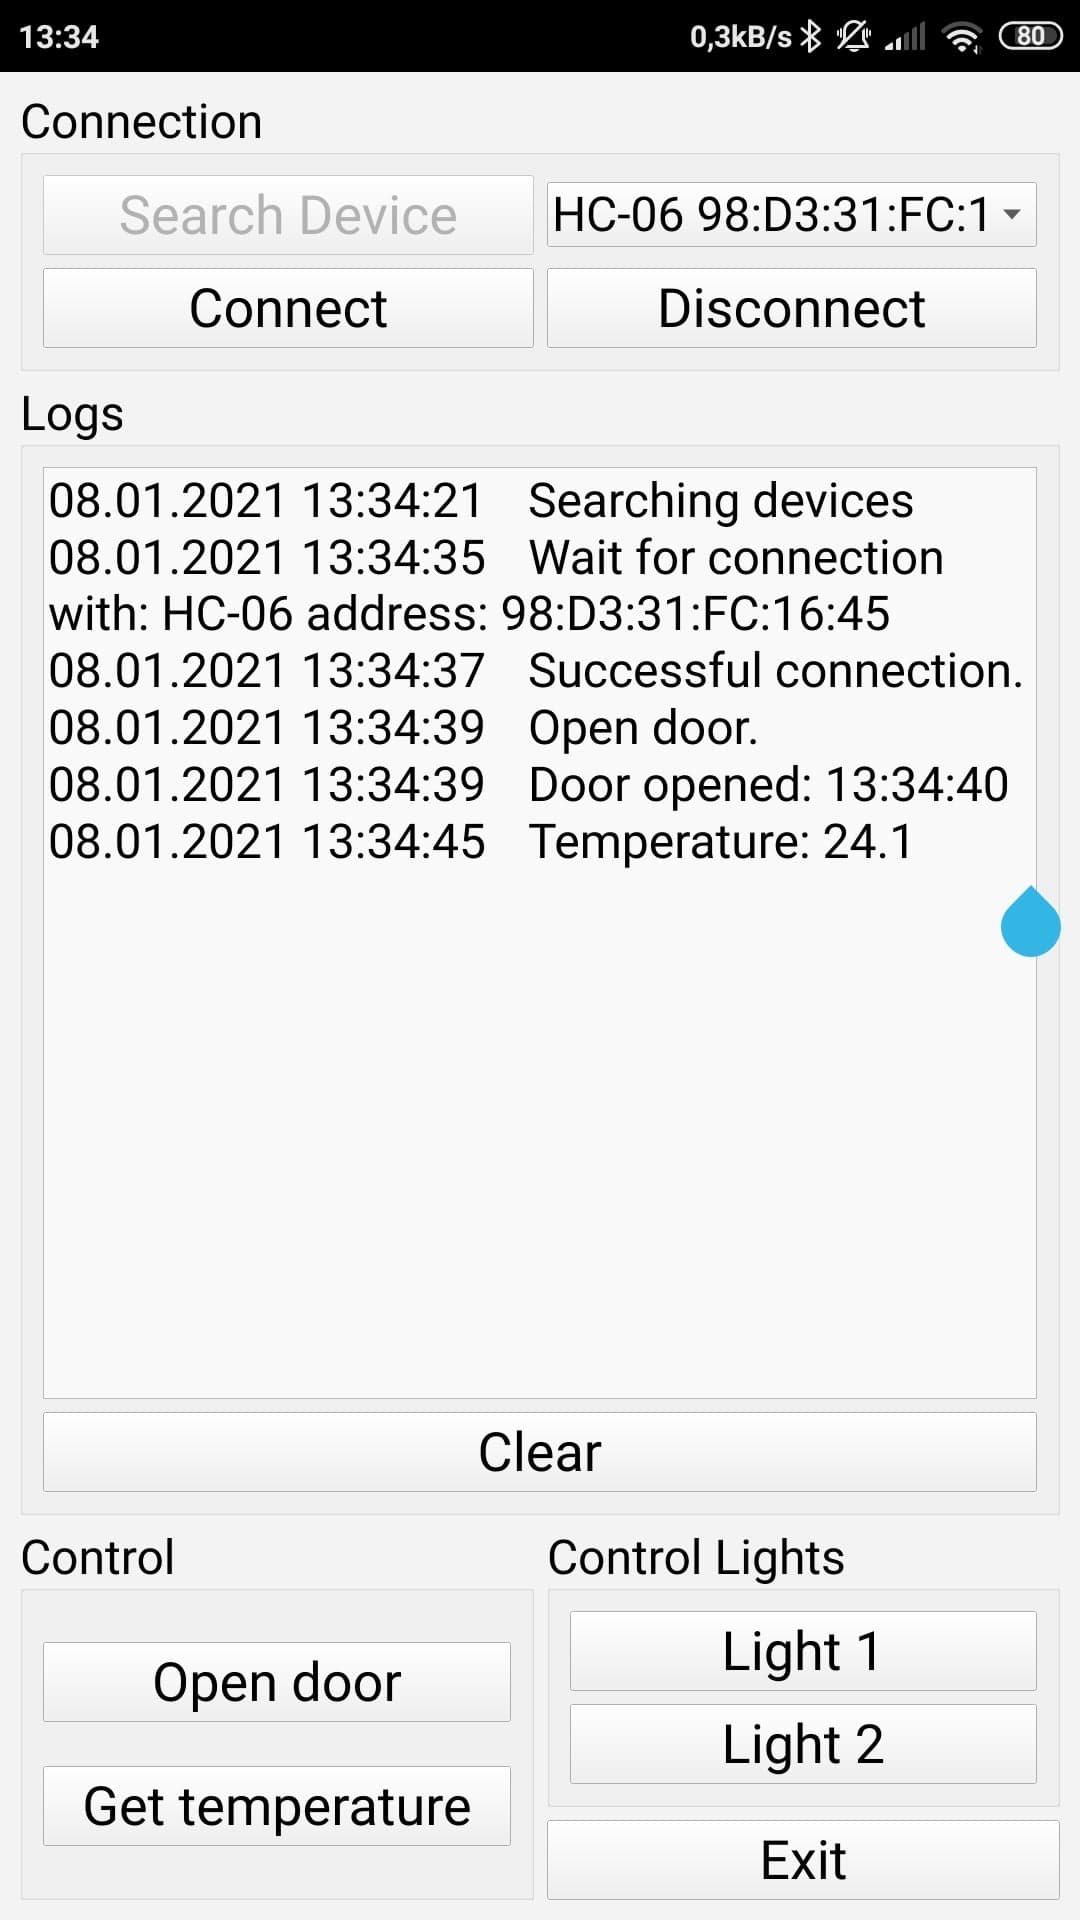 13:34 0,3kB/s 80
Connection
Search Device HC-06 98:D3:31:FC:1
Connect Disconnect
Logs
08.01.2021 13:34:21 Searching devices
08.01.2021 13:34:35 Wait for connection
with: HC-06 address: 98:D3:31:FC:16:45
08.01.2021 13:34:37 Successful connection.
08.01.2021 13:34:39 Open door.
08.01.2021 13:34:39 Door opened: 13:34:40
08.01.2021 13:34:45 Temperature: 24.1
Clear
Control
Open door
Get temperature
Control Lights
Light 1
Light 2
Exit